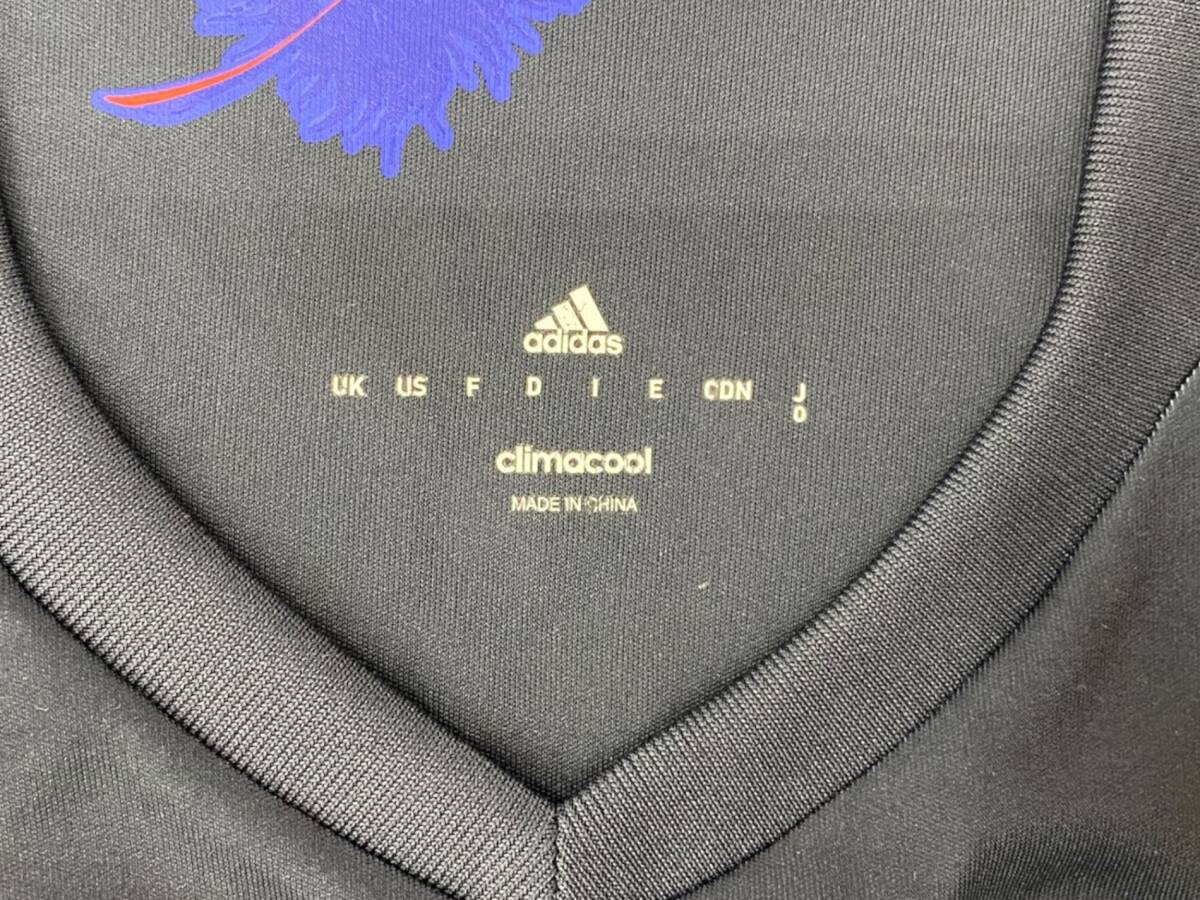 adidas
UK US F D I E CDN J
O
climacool
MADE IN CHINA